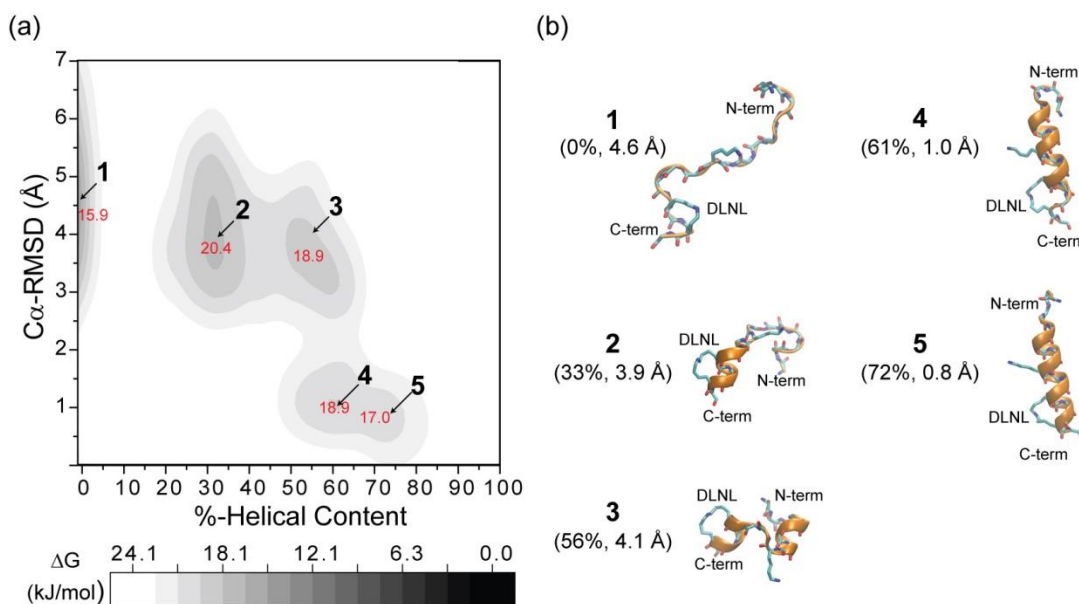 (a)
7
6
5
4
3
2
1
Cα-RMSD (Å)
1
15.9
2
20.4
3
18.9
4
18.9
5
17.0
0 10 20 30 40 50 60 70 80 90 100
%-Helical Content
ΔG
(kJ/mol)
24.1 18.1 12.1 6.3 0.0
(b)
1
(0%, 4.6 Å)
N-term
DLNL
C-term
2
(33%, 3.9 Å)
DLNL
N-term
C-term
3
(56%, 4.1 Å)
DLNL
N-term
C-term
4
(61%, 1.0 Å)
N-term
DLNL
C-term
5
(72%, 0.8 Å)
N-term
DLNL
C-term